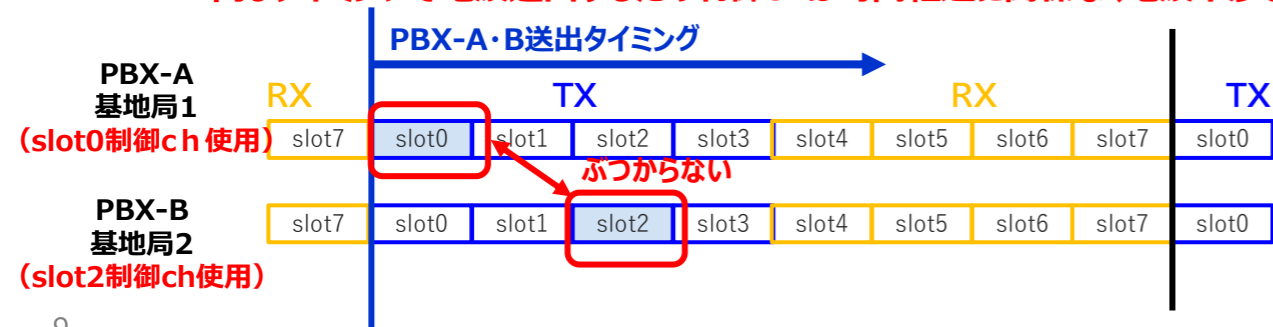 PBX-A・B送出タイミング
PBX-A
基地局1
（slot0制御ch使用）
RX TX RX TX
slot7 slot0 slot1 slot2 slot3 slot4 slot5 slot6 slot7 slot0
ぶつからない
PBX-B
基地局2
（slot2制御ch使用）
slot7 slot0 slot1 slot2 slot3 slot4 slot5 slot6 slot7 slot0